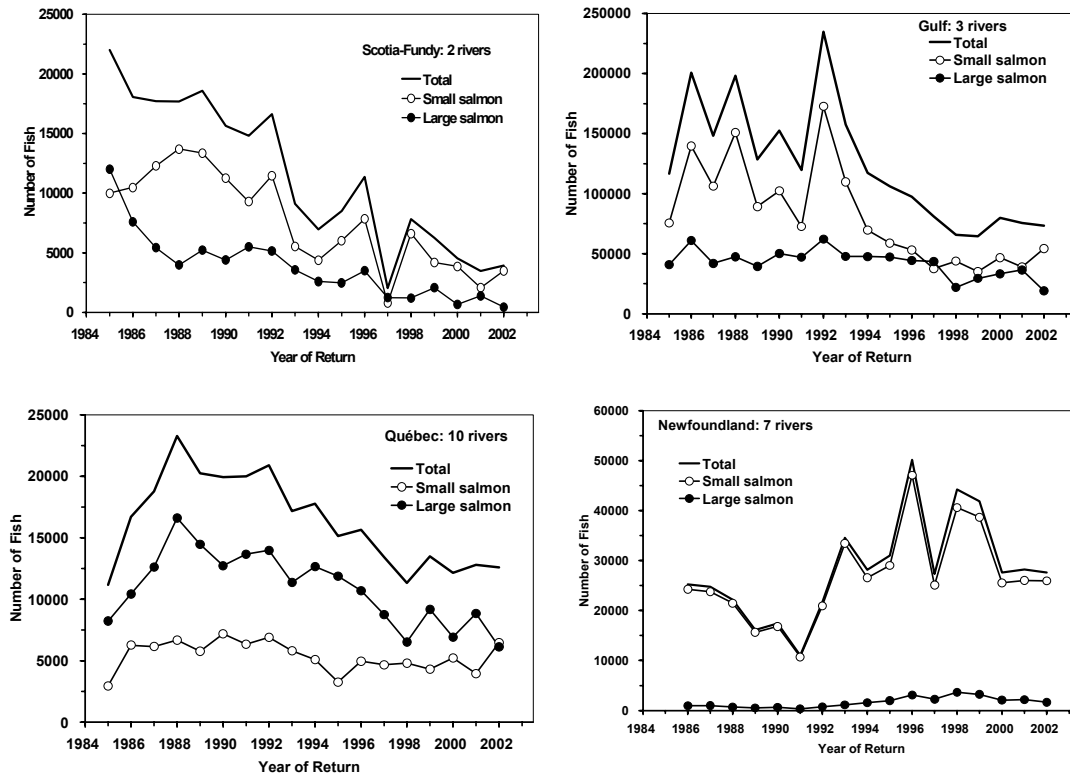 Scotia-Fundy: 2 rivers
Total
Small salmon
Large salmon
Number of Fish
25000
20000
15000
10000
5000
0
1984 1986 1988 1990 1992 1994 1996 1998 2000 2002
Year of Return
Gulf: 3 rivers
Total
Small salmon
Large salmon
Number of Fish
250000
200000
150000
100000
50000
0
1984 1986 1988 1990 1992 1994 1996 1998 2000 2002
Year of Return
Québec: 10 rivers
Total
Small salmon
Large salmon
Number of Fish
25000
20000
15000
10000
5000
0
1984 1986 1988 1990 1992 1994 1996 1998 2000 2002
Year of Return
Newfoundland: 7 rivers
Total
Small salmon
Large salmon
Number of Fish
60000
50000
40000
30000
20000
10000
0
1984 1986 1988 1990 1992 1994 1996 1998 2000 2002
Year of Return